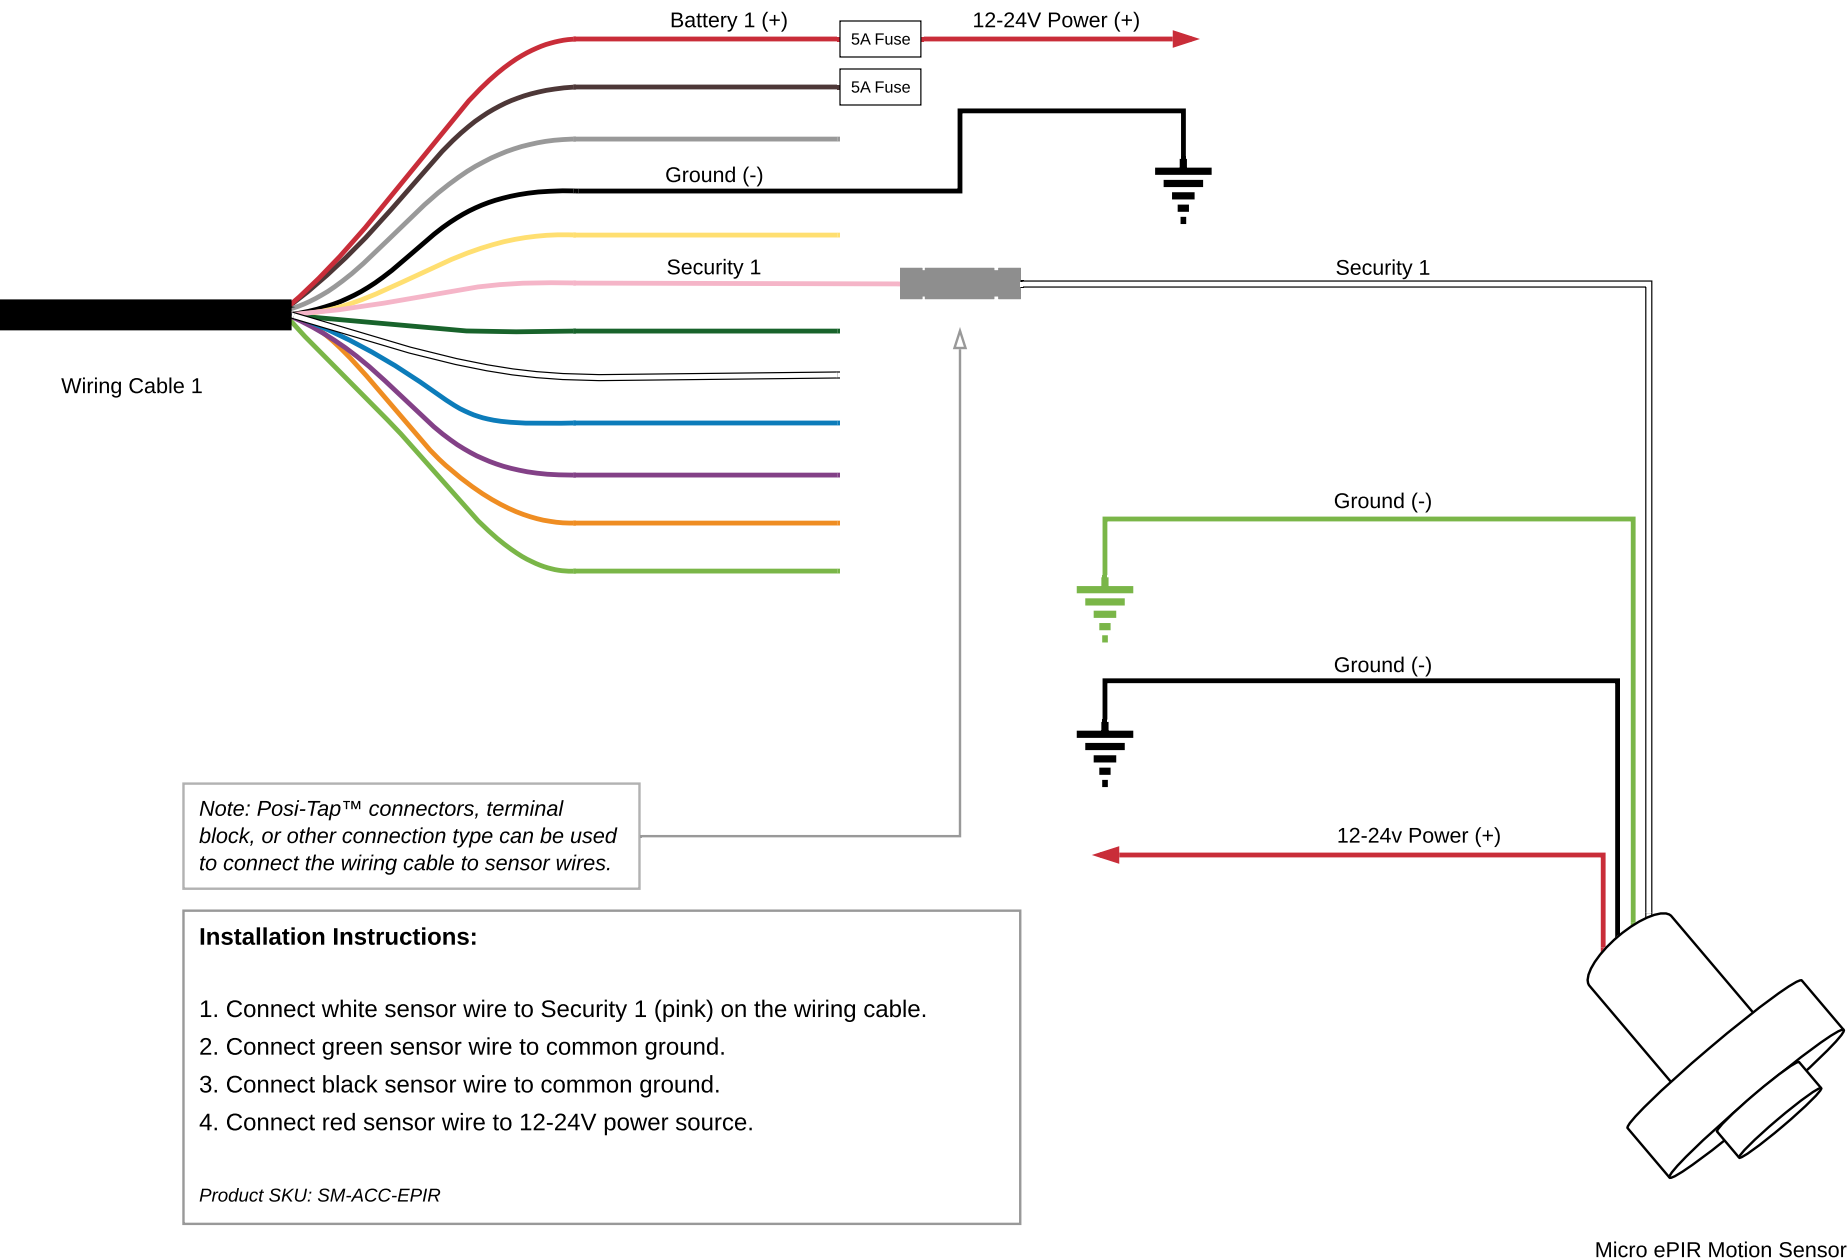 Battery 1 (+)
5A Fuse
12-24V Power (+)
5A Fuse
Ground (-)
Security 1
Security 1
Wiring Cable 1
Ground (-)
Ground (-)
12-24v Power (+)
Note: Posi-Tap™ connectors, terminal
block, or other connection type can be used
to connect the wiring cable to sensor wires.
Installation Instructions:
1. Connect white sensor wire to Security 1 (pink) on the wiring cable.
2. Connect green sensor wire to common ground.
3. Connect black sensor wire to common ground.
4. Connect red sensor wire to 12-24V power source.
Product SKU: SM-ACC-EPIR
Micro ePIR Motion Sensor